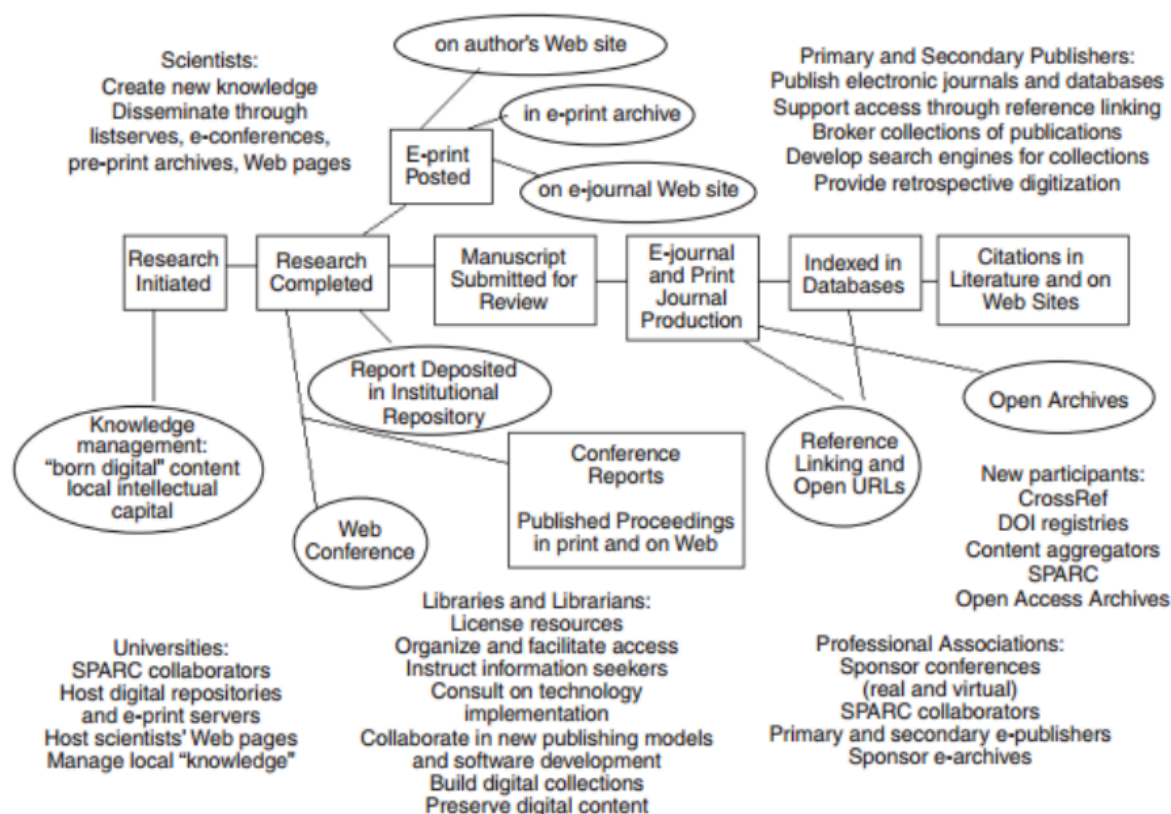 on author's Web site
Scientists:
Create new knowledge
Disseminate through
listserves, e-conferences,
pre-print archives, Web pages
Primary and Secondary Publishers:
Publish electronic journals and databases
Support access through reference linking
Broker collections of publications
Develop search engines for collections
Provide retrospective digitization
in e-print archive
E-print
Posted
on e-journal Web site
Research
Initiated
Research
Completed
Manuscript
Submitted for
Review
E-journal
and Print
Journal
Production
Indexed in
Databases
Citations in
Literature and on
Web Sites
Report Deposited
in Institutional
Repository
Open Archives
Knowledge
management:
"born digital" content
local intellectual
capital
Web
Conference
Conference
Reports
Published Proceedings
in print and on Web
Reference
Linking and
Open URLs
New participants:
CrossRef
DOI registries
Content aggregators
SPARC
Open Access Archives
Universities:
SPARC collaborators
Host digital repositories
and e-print servers
Host scientists' Web pages
Manage local "knowledge"
Libraries and Librarians:
License resources
Organize and facilitate access
Instruct information seekers
Consult on technology
implementation
Collaborate in new publishing models
and software development
Build digital collections
Preserve digital content
Professional Associations:
Sponsor conferences
(real and virtual)
SPARC collaborators
Primary and secondary e-publishers
Sponsor e-archives